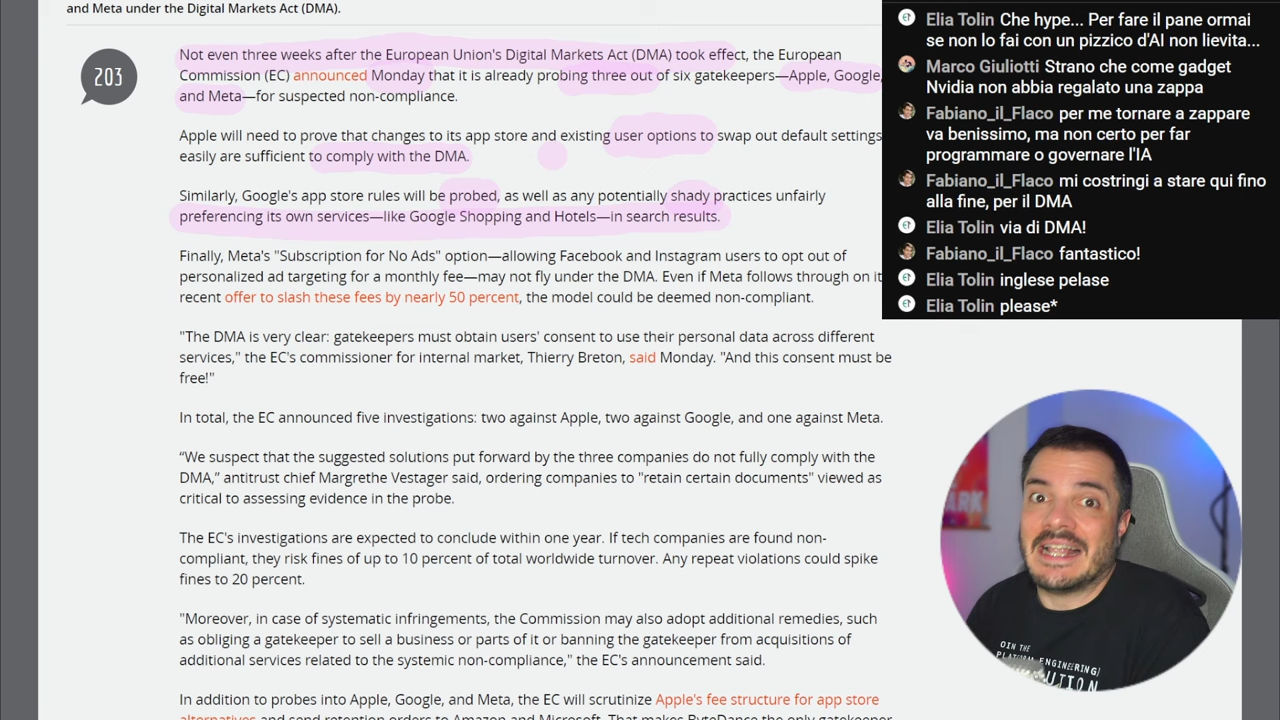 and Meta under the Digital Markets Act (DMA).
203
Not even three weeks after the European Union's Digital Markets Act (DMA) took effect, the European
Commission (EC) announced Monday that it is already probing three out of six gatekeepers—Apple, Google,
and Meta—for suspected non-compliance.
Apple will need to prove that changes to its app store and existing user options to swap out default settings
easily are sufficient to comply with the DMA.
Similarly, Google's app store rules will be probed, as well as any potentially shady practices unfairly
preferencing its own services—like Google Shopping and Hotels—in search results.
Finally, Meta's "Subscription for No Ads" option—allowing Facebook and Instagram users to opt out of
personalized ad targeting for a monthly fee—may not fly under the DMA. Even if Meta follows through on it
recent offer to slash these fees by nearly 50 percent, the model could be deemed non-compliant.
"The DMA is very clear: gatekeepers must obtain users' consent to use their personal data across different
services," the EC's commissioner for internal market, Thierry Breton, said Monday. "And this consent must be
free!"
In total, the EC announced five investigations: two against Apple, two against Google, and one against Meta.
“We suspect that the suggested solutions put forward by the three companies do not fully comply with the
DMA,” antitrust chief Margrethe Vestager said, ordering companies to "retain certain documents" viewed as
critical to assessing evidence in the probe.
The EC's investigations are expected to conclude within one year. If tech companies are found non-
compliant, they risk fines of up to 10 percent of total worldwide turnover. Any repeat violations could spike
fines to 20 percent.
"Moreover, in case of systematic infringements, the Commission may also adopt additional remedies, such
as obliging a gatekeeper to sell a business or parts of it or banning the gatekeeper from acquisitions of
additional services related to the systemic non-compliance," the EC's announcement said.
In addition to probes into Apple, Google, and Meta, the EC will scrutinize Apple's fee structure for app store
alternatives and send retention orders to Amazon and Microsoft. That makes ByteDance the only gatekeeper
Elia Tolin Che hype... Per fare il pane ormai
se non lo fai con un pizzico d'AI non lievita...
Marco Giuliotti Strano che come gadget
Nvidia non abbia regalato una zappa
Fabiano_il_Flaco per me tornare a zappare
va benissimo, ma non certo per far
programmare o governare l'IA
Fabiano_il_Flaco mi costringi a stare qui fino
alla fine, per il DMA
Elia Tolin via di DMA!
Fabiano_il_Flaco fantastico!
Elia Tolin inglese pelase
Elia Tolin please*
OIN THE
PLATFORM ENGINEERING/